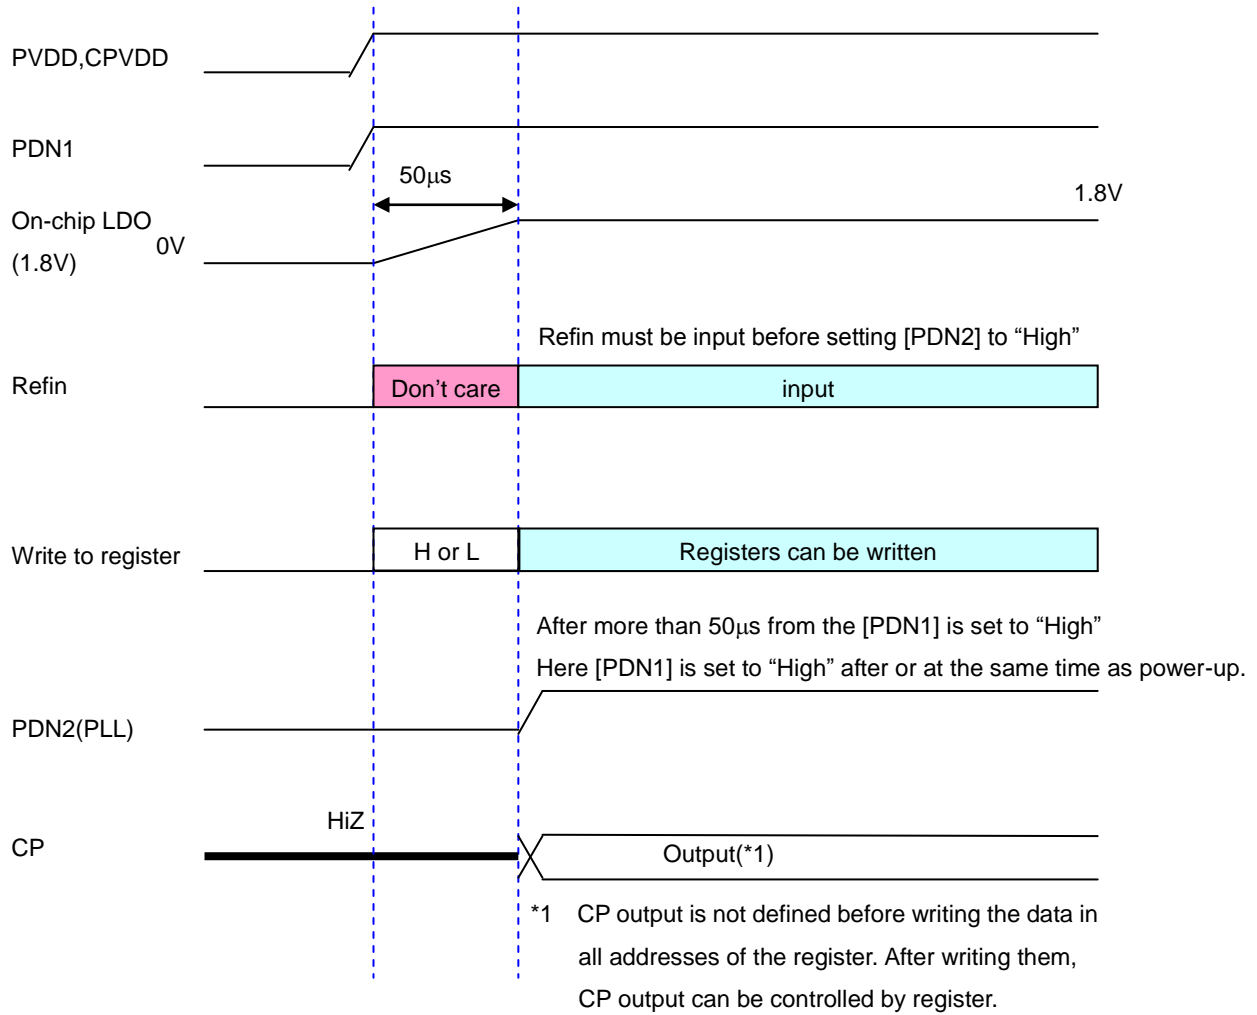 PVDD,CPVDD
PDN1
50μs
1.8V
On-chip LDO
0V
(1.8V)
Refin must be input before setting [PDN2] to “High”
Refin
Don’t care
input
Write to register
H or L
Registers can be written
After more than 50μs from the [PDN1] is set to “High”
Here [PDN1] is set to “High” after or at the same time as power-up.
PDN2(PLL)
HiZ
CP
Output(*1)
*1 CP output is not defined before writing the data in
all addresses of the register. After writing them,
CP output can be controlled by register.